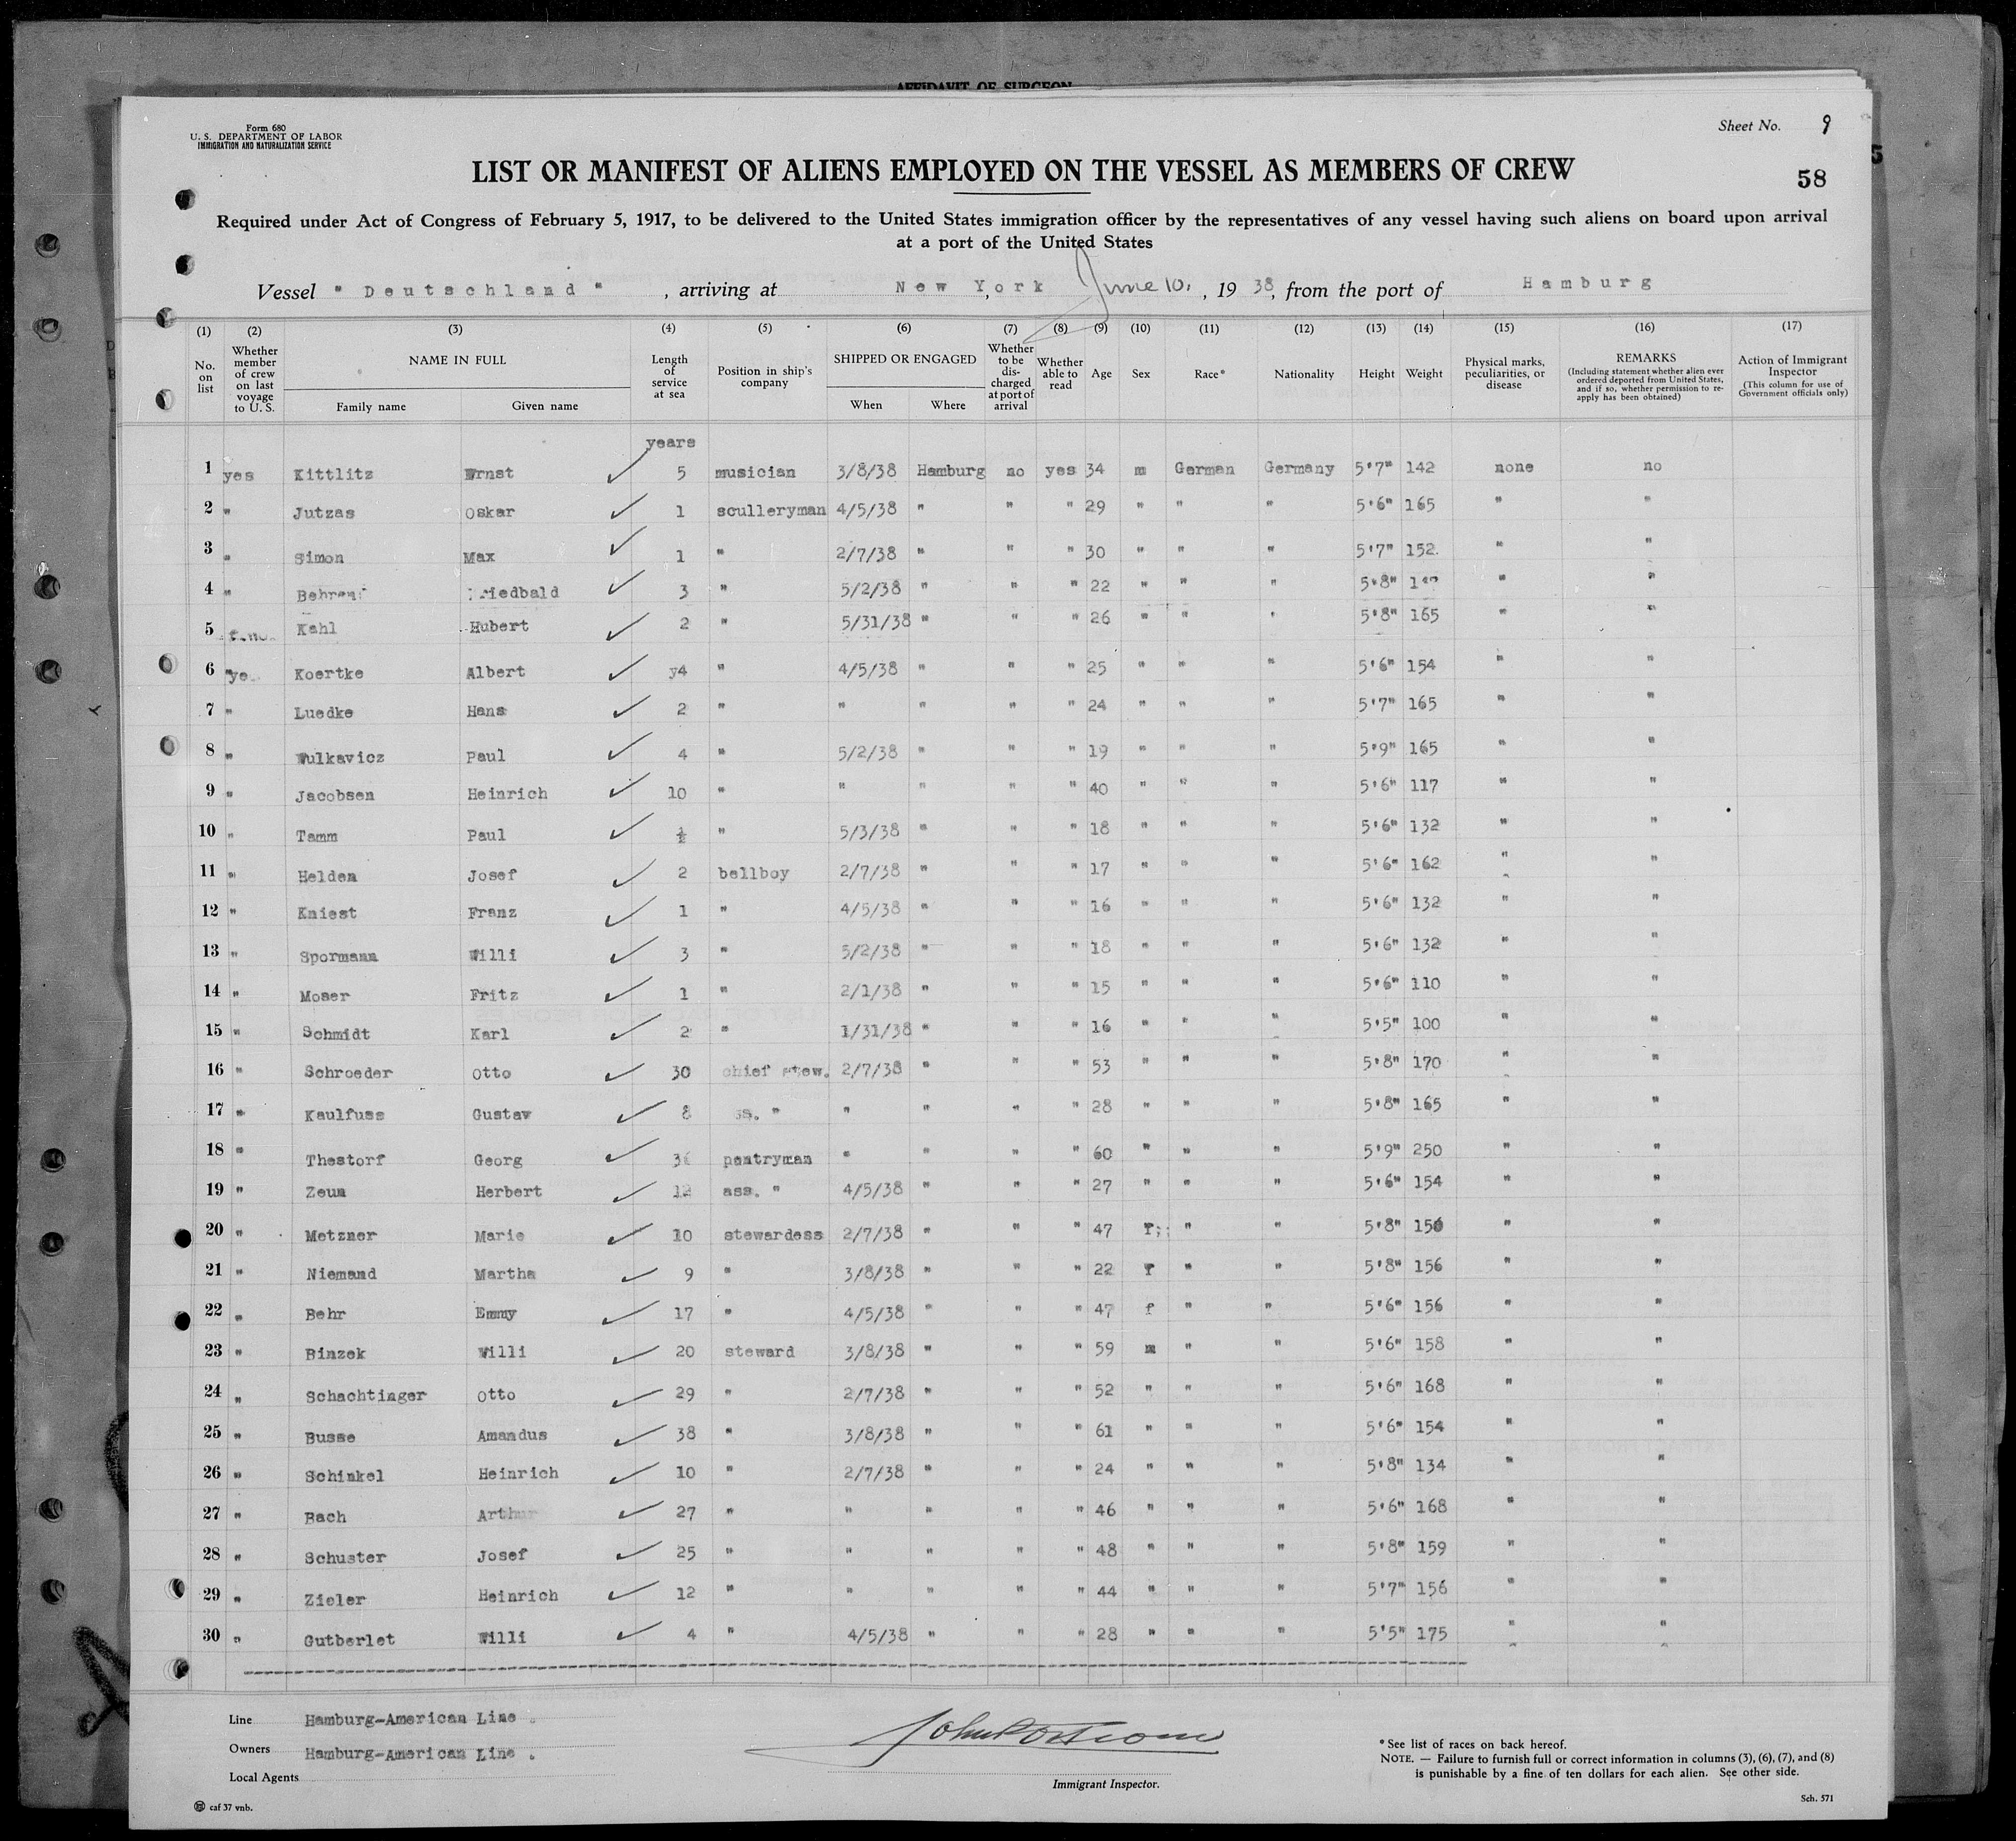 AFFIDAVIT OF SURGEON
Form 680
U. S. DEPARTMENT OF LABOR
IMMIGRATION AND NATURALIZATION SERVICE
Sheet No. 9
LIST OR MANIFEST OF ALIENS EMPLOYED ON THE VESSEL AS MEMBERS OF CREW
58
Required under Act of Congress of February 5, 1917, to be delivered to the United States immigration officer by the representatives of any vessel having such aliens on board upon arrival
at a port of the United States
Vessel "Deutschland", arriving at New York, June 10, 1938, from the port of Hamburg
(1) (2) (3) (4) (5) (6) (7) (8) (9) (10) (11) (12) (13) (14) (15) (16) (17)
No. on list Whether member of crew on last voyage to U. S. NAME IN FULL Family name Given name Length of service at sea Position in ship's company SHIPPED OR ENGAGED When Where Whether to be discharged at port of arrival Whether able to read Age Sex Race* Nationality Height Weight Physical marks, peculiarities, or disease REMARKS (Including statement whether alien ever ordered deported from United States, and if so, whether permission to reapply has been obtained) Action of Immigrant Inspector (This column for use of Government officials only)
years
1 yes Kittlitz Ernst ✓ 5 musician 3/8/38 Hamburg no yes 34 m German Germany 5'7" 142 none no
2 " Jutzas Oskar ✓ 1 sculleryman 4/5/38 " " " 29 " " " 5'6" 165 " "
3 " Simon Max ✓ 1 " 2/7/38 " " " 30 " " " 5'7" 152. " "
4 " ✓ 3 " 5/2/38 " " " 22 " " " 5'8" " "
5 Kahl Hubert ✓ 2 " 5/31/38 " " " 26 " " ' 5'8" 165 " "
6 Koertke Albert ✓ y4 " 4/5/38 " " " 25 " " " 5'6" 154 " "
7 " Luedke Hans ✓ 2 " " " " " 24 " " " 5'7" 165 " "
8 " Wulkavicz Paul ✓ 4 " 5/2/38 " " " 19 " " " 5'9" 165 " "
9 " Jacobsen Heinrich ✓ 10 " " " " " 40 " " " 5'6" 117 " "
10 " Tamm Paul ✓ ½ " 5/3/38 " " " 18 " " " 5'6" 132 " "
11 " Helden Josef ✓ 2 bellboy 2/7/38 " " " 17 " " " 5'6" 162 " "
12 " Kniest Franz ✓ 1 " 4/5/38 " " " 16 " " " 5'6" 132 " "
13 " Spormann Willi ✓ 3 " 5/2/38 " " " 18 " " " 5'6" 132 " "
14 " Moser Fritz ✓ 1 " 2/1/38 " " " 15 " " " 5'6" 110 " "
15 " Schmidt Karl ✓ 2 " 1/31/38 " " " 16 " " " 5'5" 100 " "
16 " Schroeder Otto ✓ 30 chief stew. 2/7/38 " " " 53 " " " 5'8" 170 " "
17 " Kaulfuss Gustav ✓ 8 " " " " " 28 " " " 5'8" 165 " "
18 " Thestorf Georg ✓ pantryman " " " " 60 " " " 5'9" 250 " "
19 " Zeum Herbert ✓ 12 ass. " 4/5/38 " " " 27 " " " 5'6" 154 " "
20 " Metzner Marie ✓ 10 stewardess 2/7/38 " " " 47 f " " 5'8" 156 " "
21 " Niemand Martha ✓ 9 " 3/8/38 " " " 22 f " " 5'8" 156 " "
22 " Behr Emmy ✓ 17 " 4/5/38 " " " 47 f " " 5'6" 156 " "
23 " Binzek Willi ✓ 20 steward 3/8/38 " " " 59 m " " 5'6" 158 " "
24 " Schachtinger Otto ✓ 29 " 2/7/38 " " " 52 " " " 5'6" 168 " "
25 " Busse Amandus ✓ 38 " 3/8/38 " " " 61 " " " 5'6" 154 " "
26 " Schinkel Heinrich ✓ 10 " 2/7/38 " " " 24 " " " 5'8" 134 " "
27 " Bach Arthur ✓ 27 " " " " " 46 " " " 5'6" 168 " "
28 " Schuster Josef ✓ 25 " " " " " 48 " " " 5'8" 159 " "
29 " Zieler Heinrich ✓ 12 " " " " " 44 " " " 5'7" 156 " "
30 " Gutberlet Willi ✓ 4 " 4/5/38 " " " 28 " " " 5'5" 175 " "
Line Hamburg-American Line .
Owners Hamburg-American Line .
Local Agents
Immigrant Inspector.
*See list of races on back hereof.
NOTE. — Failure to furnish full or correct information in columns (3), (6), (7), and (8)
is punishable by a fine of ten dollars for each alien. See other side.
caf 37 vnb.
Sch. 571